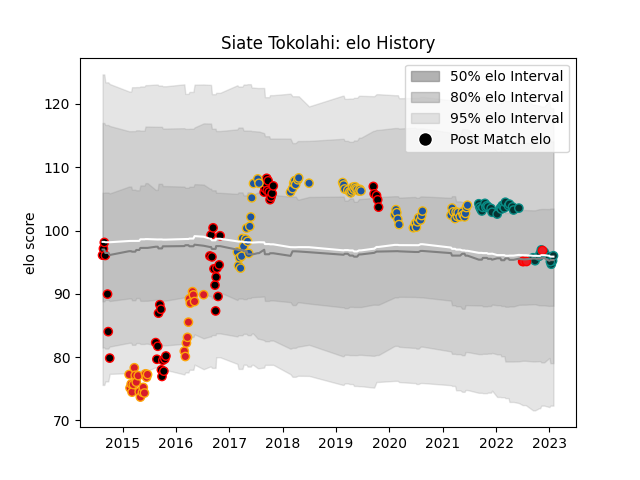 Siate Tokolahi: elo History
50% elo Interval
80% elo Interval
95% elo Interval
Post Match elo
elo score
120
110
100
90
80
70
2015 2016 2017 2018 2019 2020 2021 2022 2023